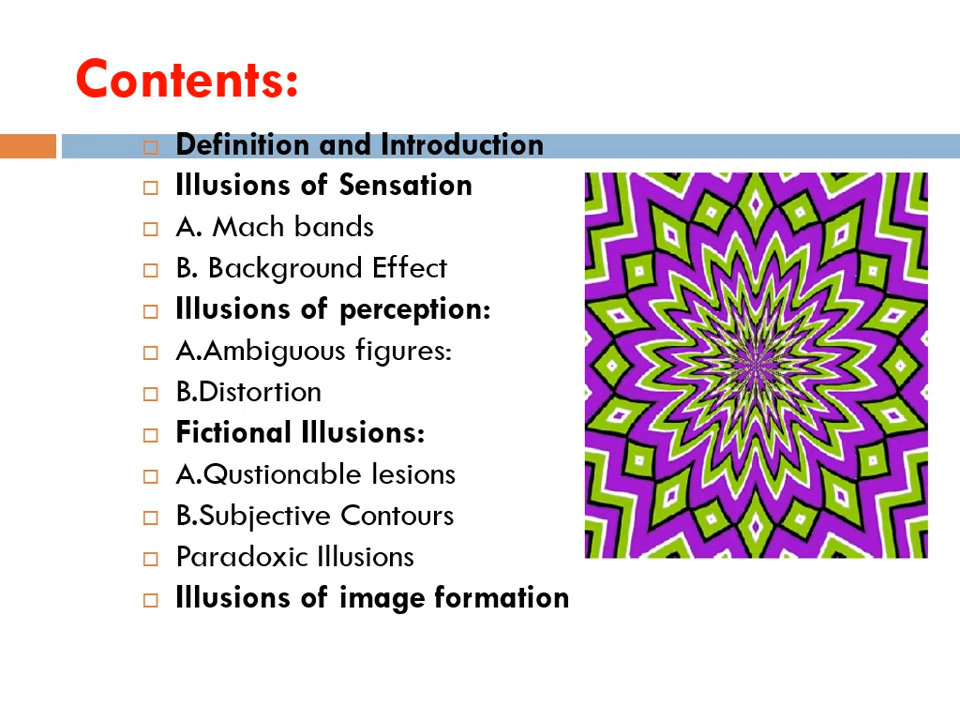 Contents:
Definition and Introduction
Illusions of Sensation
A. Mach bands
B. Background Effect
Illusions of perception:
A.Ambiguous figures:
B.Distortion
Fictional Illusions:
A.Qustionable lesions
B.Subjective Contours
Paradoxic Illusions
Illusions of image formation